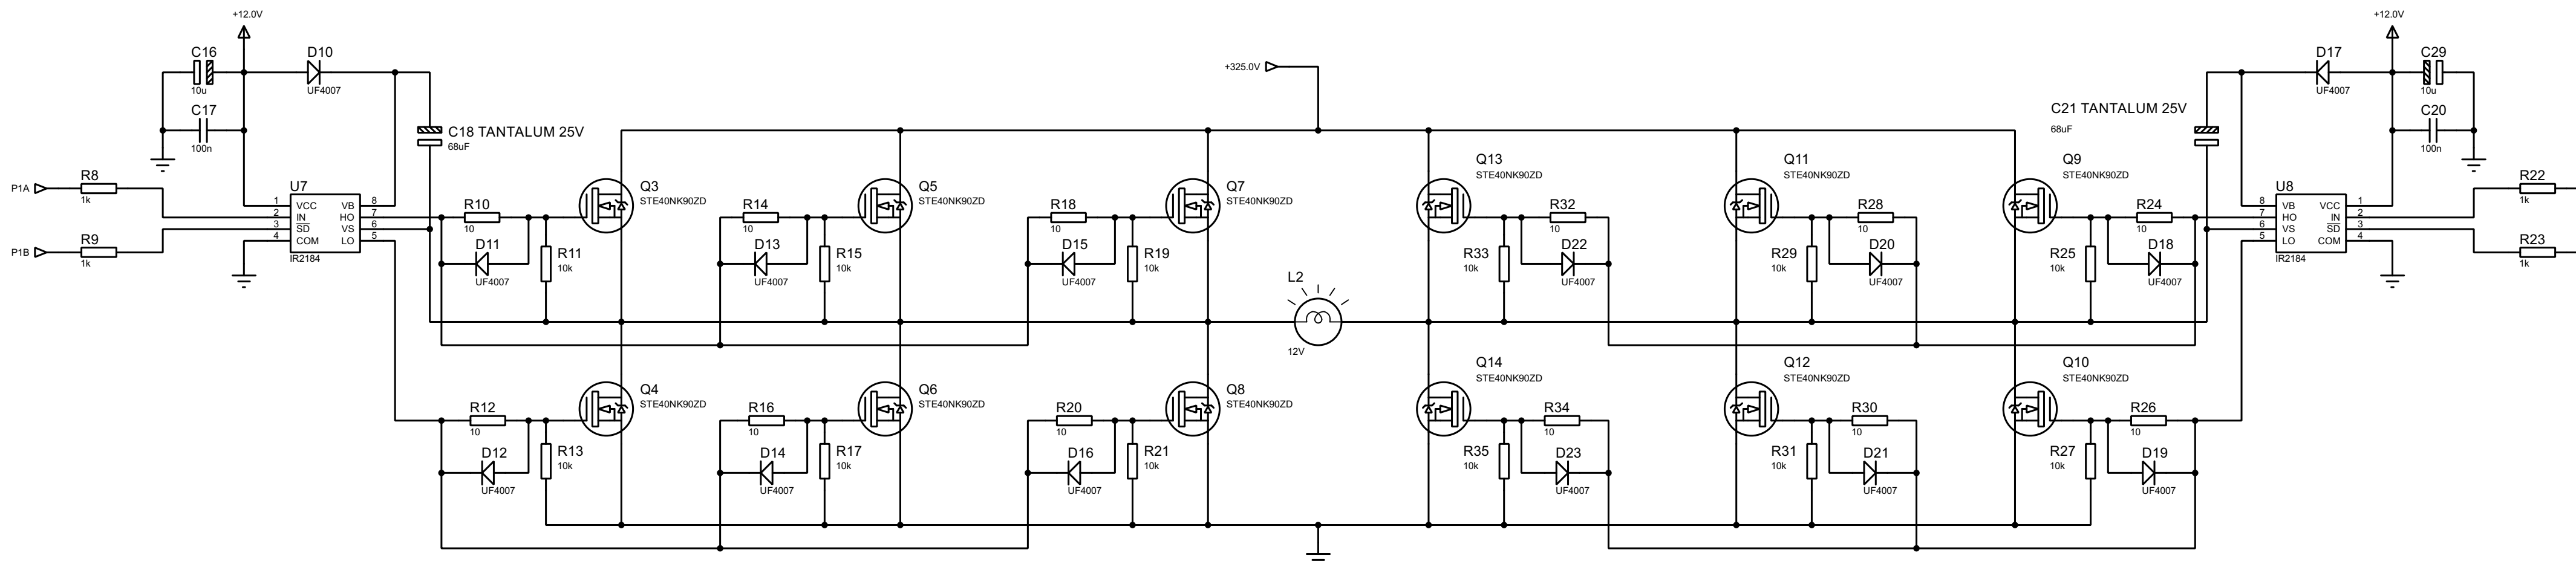 +12.0V
C16
10u
C17
100n
D10
UF4007
C18 TANTALUM 25V
68uF
P1A
R8
1k
P1B
R9
1k
U7
1 VCC VB 8
2 IN HO 7
3 SD VS 6
4 COM LO 5
IR2184
R10
10
D11
UF4007
R11
10k
Q3
STE40NK90ZD
R14
10
D13
UF4007
R15
10k
Q5
STE40NK90ZD
R18
10
D15
UF4007
R19
10k
Q7
STE40NK90ZD
R12
10
D12
UF4007
R13
10k
Q4
STE40NK90ZD
R16
10
D14
UF4007
R17
10k
Q6
STE40NK90ZD
R20
10
D16
UF4007
R21
10k
Q8
STE40NK90ZD
+325.0V
L2
12V
Q13
STE40NK90ZD
R32
10
R33
10k
D22
UF4007
Q11
STE40NK90ZD
R28
10
R29
10k
D20
UF4007
Q9
STE40NK90ZD
R24
10
R25
10k
D18
UF4007
Q14
STE40NK90ZD
R34
10
R35
10k
D23
UF4007
Q12
STE40NK90ZD
R30
10
R31
10k
D21
UF4007
Q10
STE40NK90ZD
R26
10
R27
10k
D19
UF4007
+12.0V
D17
UF4007
C29
10u
C20
100n
C21 TANTALUM 25V
68uF
U8
8 VB VCC 1
7 HO IN 2
6 VS SD 3
5 LO COM 4
IR2184
R22
1k
R23
1k